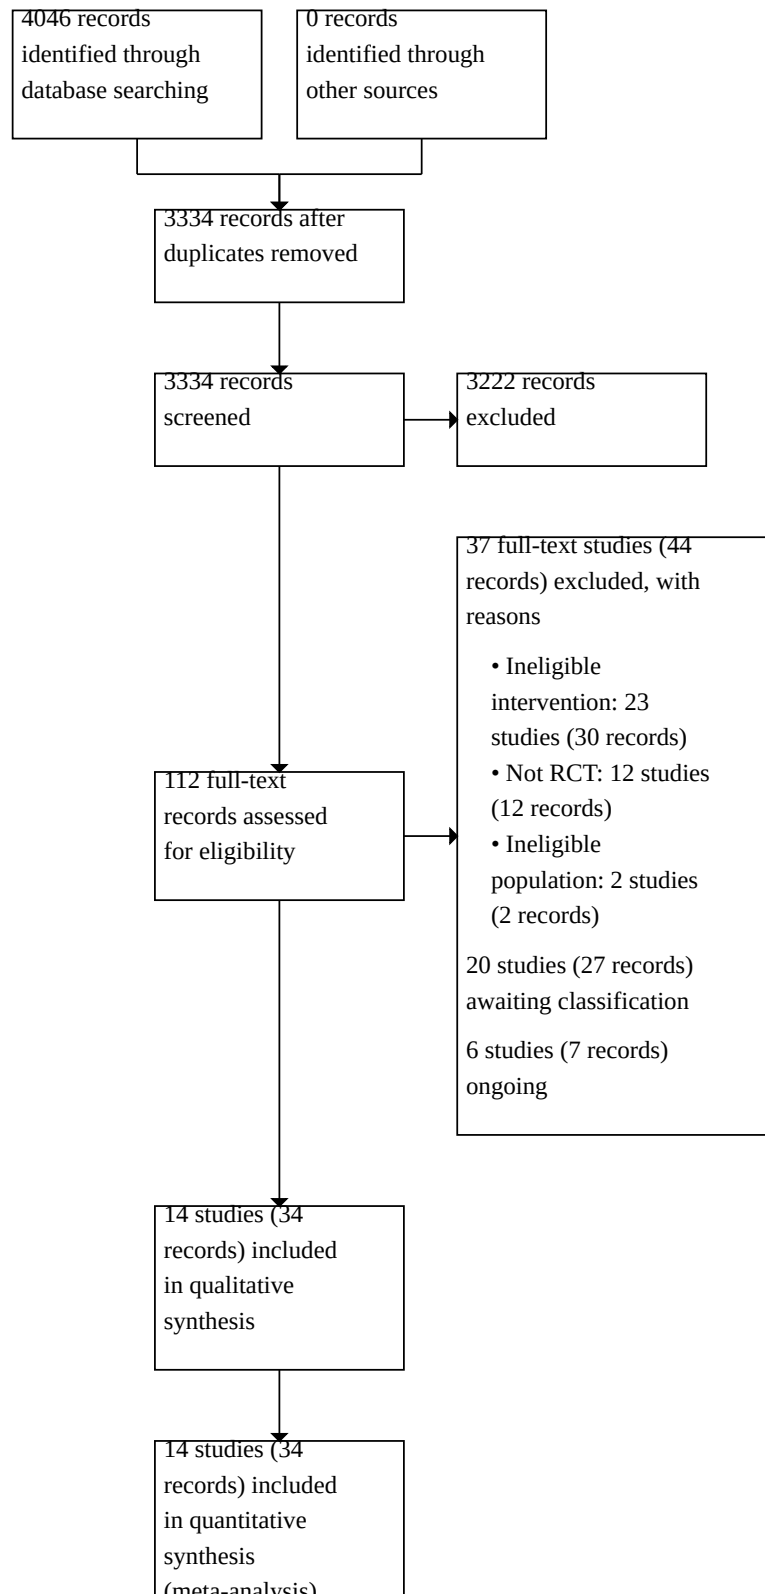 4046 records
identified through
database searching
0 records
identified through
other sources
3334 records after
duplicates removed
3334 records
screened
3222 records
excluded
37 full-text studies (44
records) excluded, with
reasons
• Ineligible
intervention: 23
studies (30 records)
• Not RCT: 12 studies
(12 records)
• Ineligible
population: 2 studies
(2 records)
20 studies (27 records)
awaiting classification
6 studies (7 records)
ongoing
112 full-text
records assessed
for eligibility
14 studies (34
records) included
in qualitative
synthesis
14 studies (34
records) included
in quantitative
synthesis
(meta-analysis)